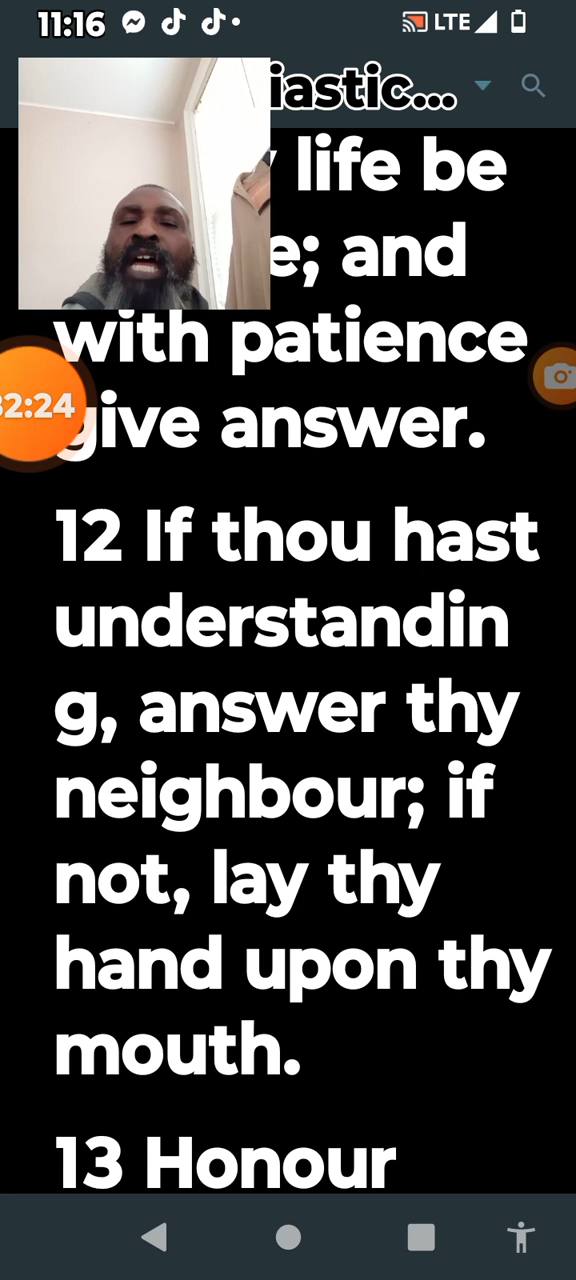 11:16 LTE
iastic...
life be
e; and
with patience
give answer.
32:24
12 If thou hast
understandin
g, answer thy
neighbour; if
not, lay thy
hand upon thy
mouth.
13 Honour